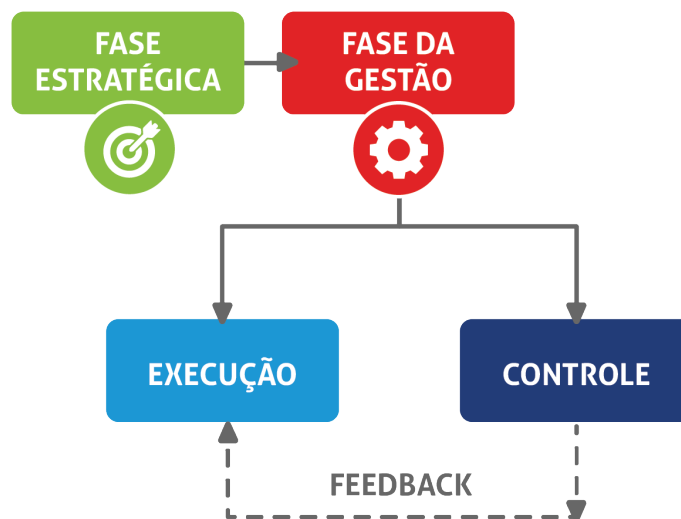 FASE
ESTRATÉGICA
FASE DA
GESTÃO
EXECUÇÃO
CONTROLE
FEEDBACK